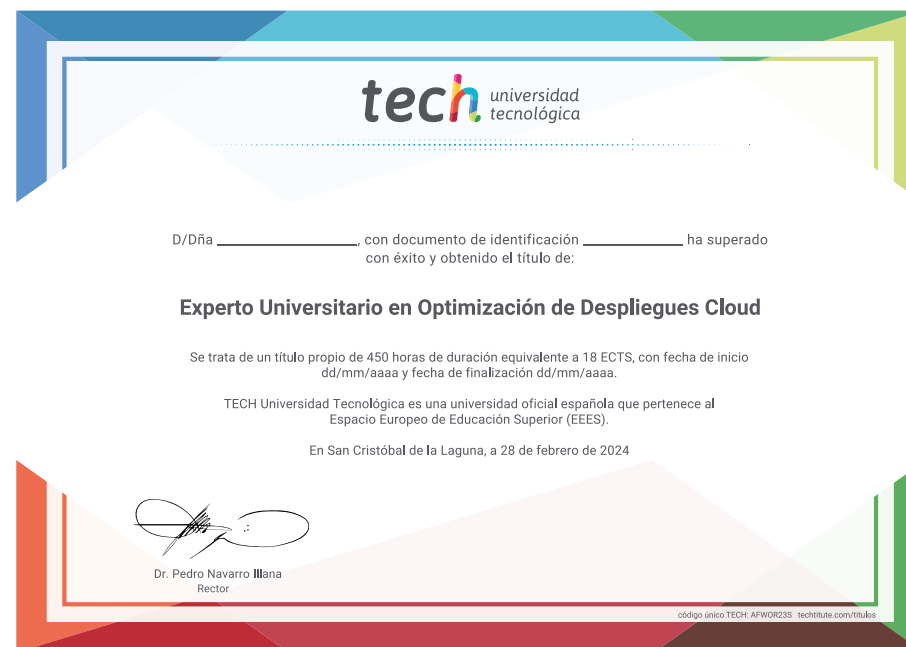 tech universidad
tecnológica
D/Dña ____________________, con documento de identificación ______________ ha superado
con éxito y obtenido el título de:
Experto Universitario en Optimización de Despliegues Cloud
Se trata de un título propio de 450 horas de duración equivalente a 18 ECTS, con fecha de inicio
dd/mm/aaaa y fecha de finalización dd/mm/aaaa.
TECH Universidad Tecnológica es una universidad oficial española que pertenece al
Espacio Europeo de Educación Superior (EEES).
En San Cristóbal de la Laguna, a 28 de febrero de 2024
Dr. Pedro Navarro Illana
Rector
código único TECH: AFWOR23S techtitute.com/titulos